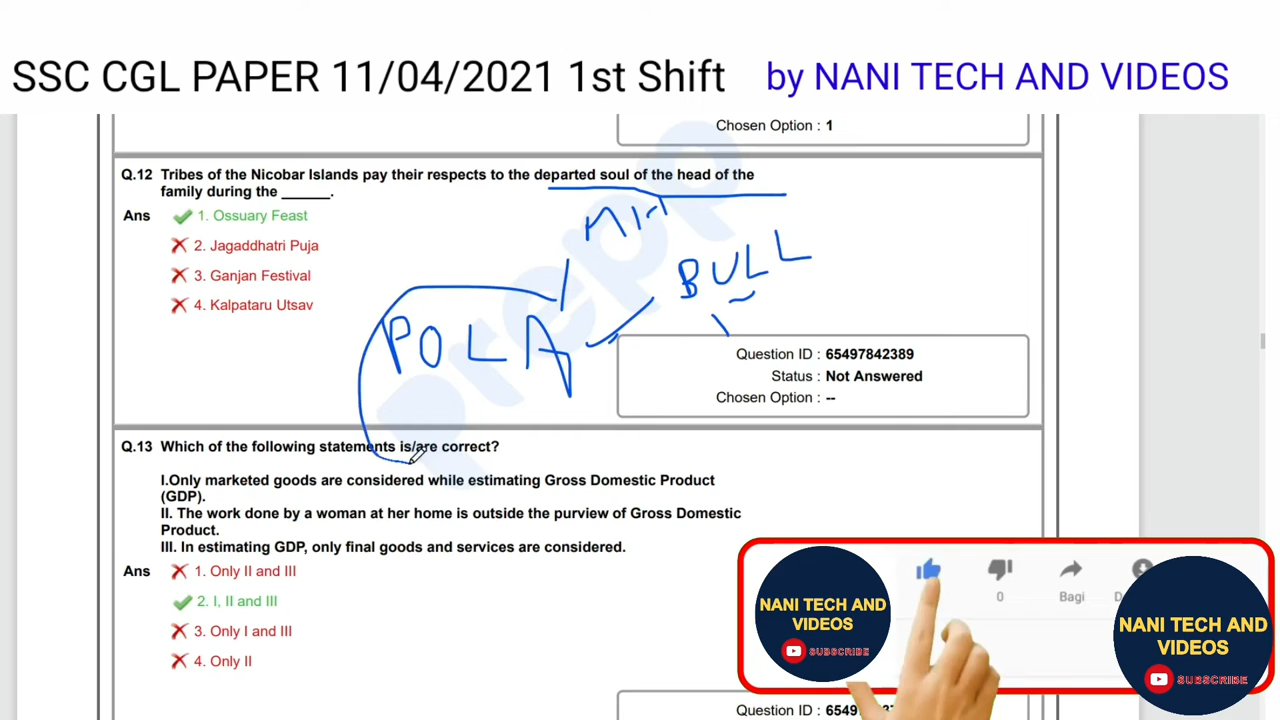 SSC CGL PAPER 11/04/2021 1st Shift by NANI TECH AND VIDEOS
Chosen Option : 1
Q.12 Tribes of the Nicobar Islands pay their respects to the departed soul of the head of the
family during the ______.
Ans 1. Ossuary Feast
2. Jagaddhatri Puja
3. Ganjan Festival
4. Kalpataru Utsav
MH
BULL
POLA
prepp
Question ID : 65497842389
Status : Not Answered
Chosen Option : --
Q.13 Which of the following statements is/are correct?
I.Only marketed goods are considered while estimating Gross Domestic Product
(GDP).
II. The work done by a woman at her home is outside the purview of Gross Domestic
Product.
III. In estimating GDP, only final goods and services are considered.
Ans 1. Only II and III
2. I, II and III
3. Only I and III
4. Only II
NANI TECH AND
VIDEOS
SUBSCRIBE
0
Bagi
NANI TECH AND
VIDEOS
SUBSCRIBE